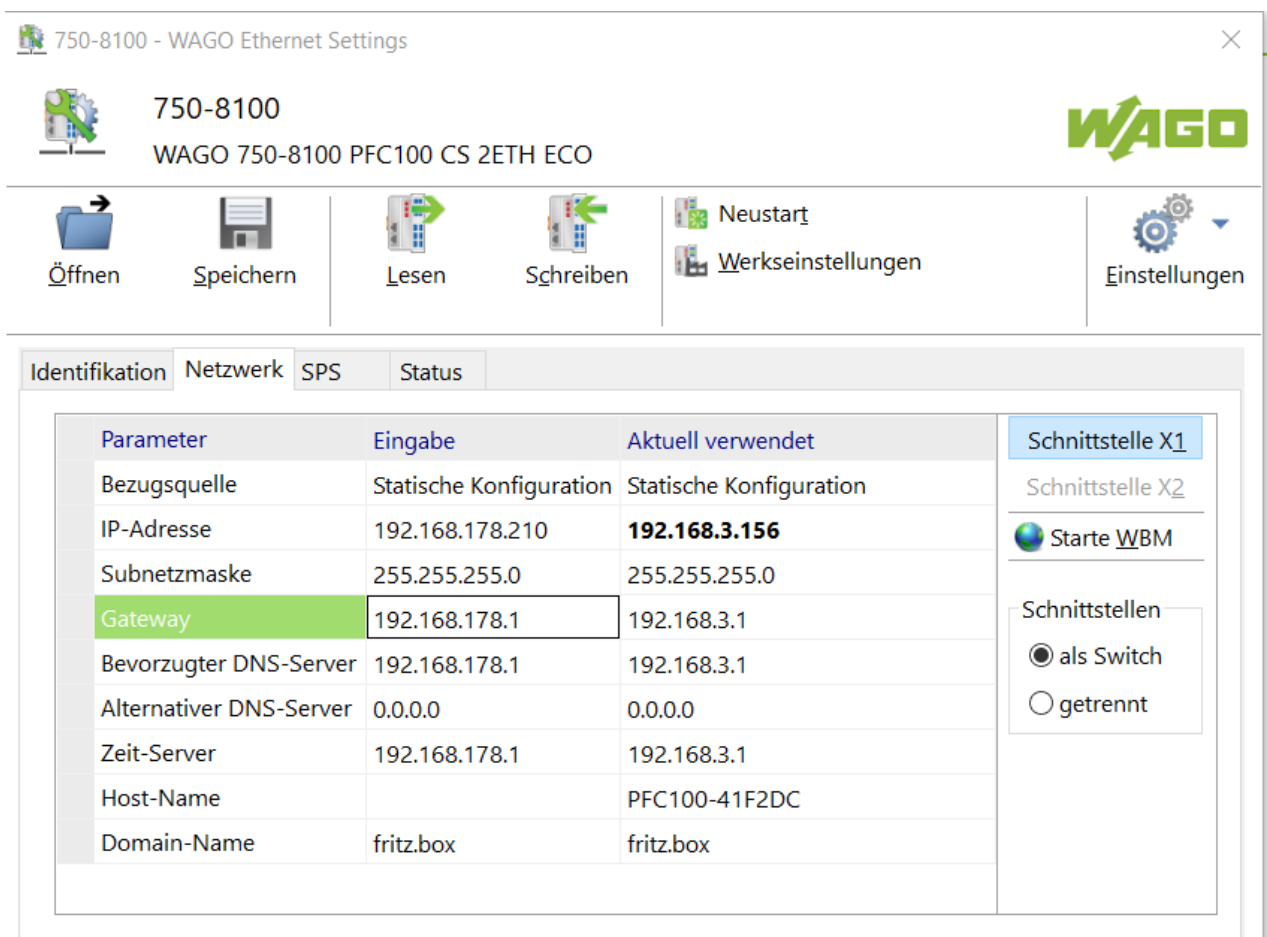 750-8100 - WAGO Ethernet Settings
750-8100
WAGO 750-8100 PFC100 CS 2ETH ECO
WAGO
Öffnen Speichern Lesen Schreiben Neustart Werkseinstellungen Einstellungen
Identifikation Netzwerk SPS Status
Parameter Eingabe Aktuell verwendet
Bezugsquelle Statische Konfiguration Statische Konfiguration
IP-Adresse 192.168.178.210 192.168.3.156
Subnetzmaske 255.255.255.0 255.255.255.0
Gateway 192.168.178.1 192.168.3.1
Bevorzugter DNS-Server 192.168.178.1 192.168.3.1
Alternativer DNS-Server 0.0.0.0 0.0.0.0
Zeit-Server 192.168.178.1 192.168.3.1
Host-Name PFC100-41F2DC
Domain-Name fritz.box fritz.box
Schnittstelle X1
Schnittstelle X2
Starte WBM
Schnittstellen
als Switch
getrennt